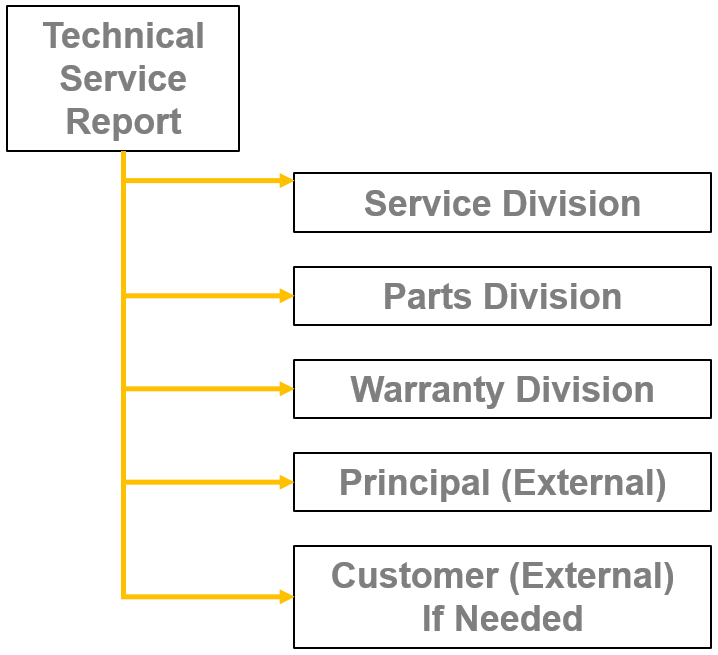 Technical
Service
Report
Service Division
Parts Division
Warranty Division
Principal (External)
Customer (External)
If Needed